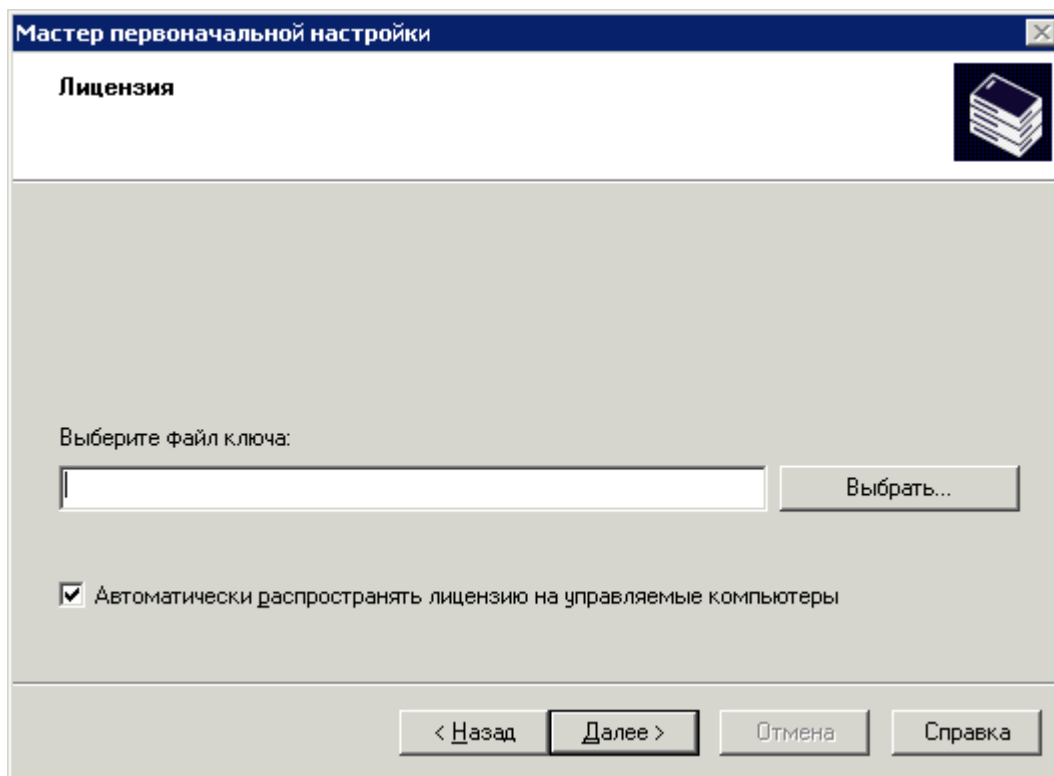 Мастер первоначальной настройки
Лицензия
Выберите файл ключа:
Выбрать...
Автоматически распространять лицензию на управляемые компьютеры
< Назад
Далее >
Отмена
Справка